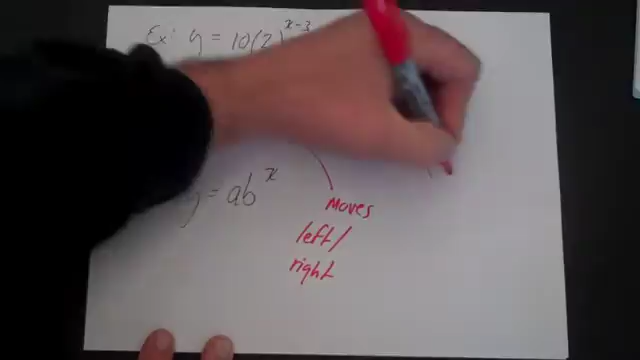 Ex: y = 10(2)^{x-3}
y = ab^x
Moves
left/
right